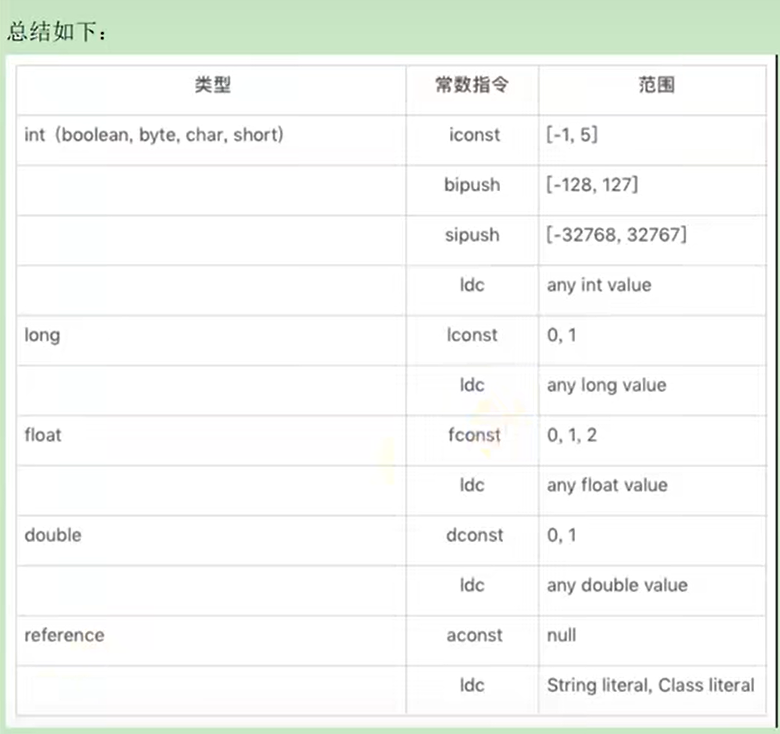 总结如下：
类型 常数指令 范围
int（boolean, byte, char, short） iconst [-1, 5]
bipush [-128, 127]
sipush [-32768, 32767]
ldc any int value
long lconst 0, 1
ldc any long value
float fconst 0, 1, 2
ldc any float value
double dconst 0, 1
ldc any double value
reference aconst null
ldc String literal, Class literal